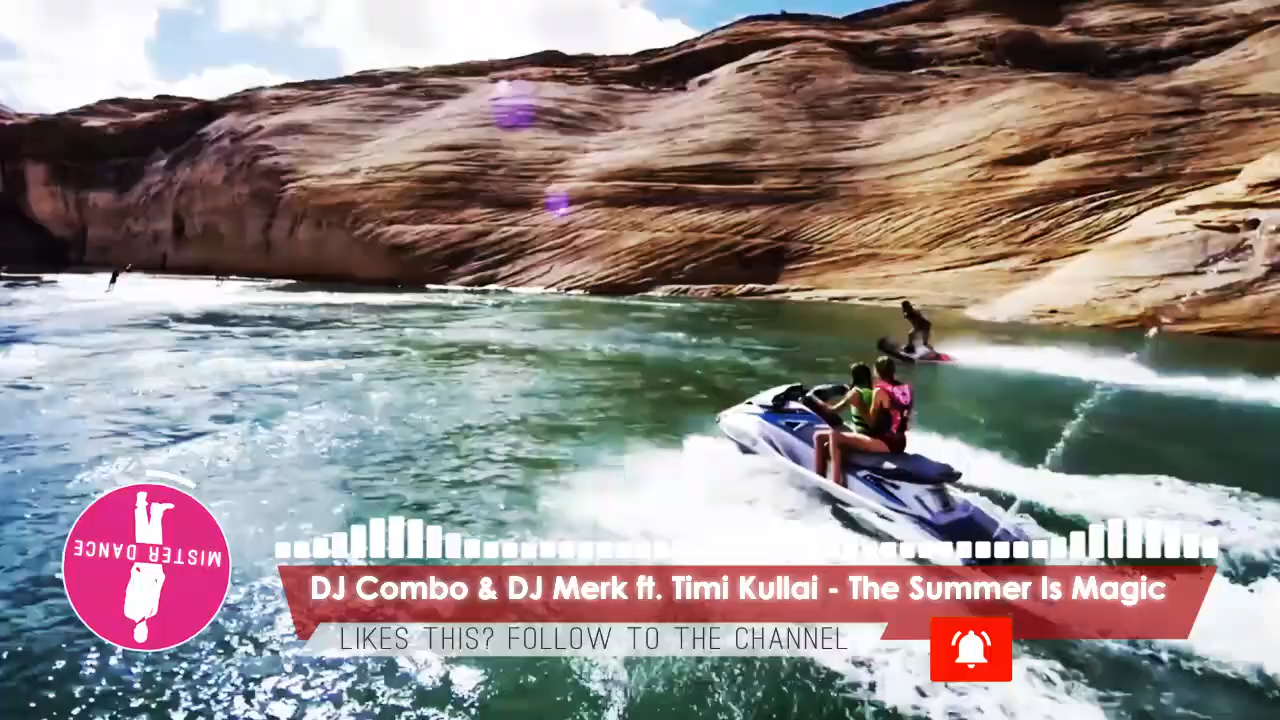 MISTER DANCE
DJ Combo & DJ Merk ft. Timi Kullai - The Summer Is Magic
LIKES THIS? FOLLOW TO THE CHANNEL